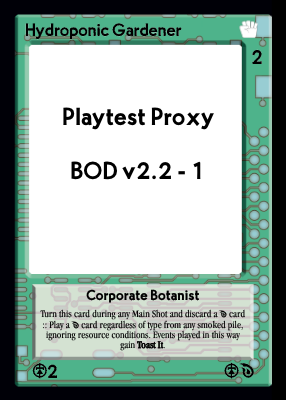 Hydroponic Gardener
2
Playtest Proxy
BOD v2.2 - 1
Corporate Botanist
Turn this card during any Main Shot and discard a card
:: Play a card regardless of type from any smoked pile,
ignoring resource conditions. Events played in this way
gain Toast It.
2